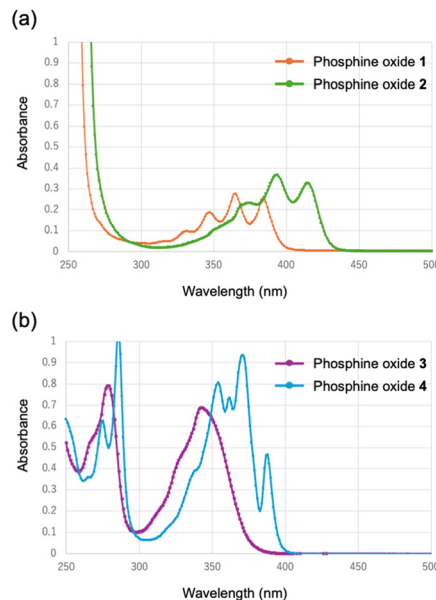 (a)
1
0.9
0.8
0.7
0.6
0.5
0.4
0.3
0.2
0.1
0
Absorbance
Phosphine oxide 1
Phosphine oxide 2
250 300 350 400 450 500
Wavelength (nm)
(b)
1
0.9
0.8
0.7
0.6
0.5
0.4
0.3
0.2
0.1
0
Absorbance
Phosphine oxide 3
Phosphine oxide 4
250 300 350 400 450 500
Wavelength (nm)